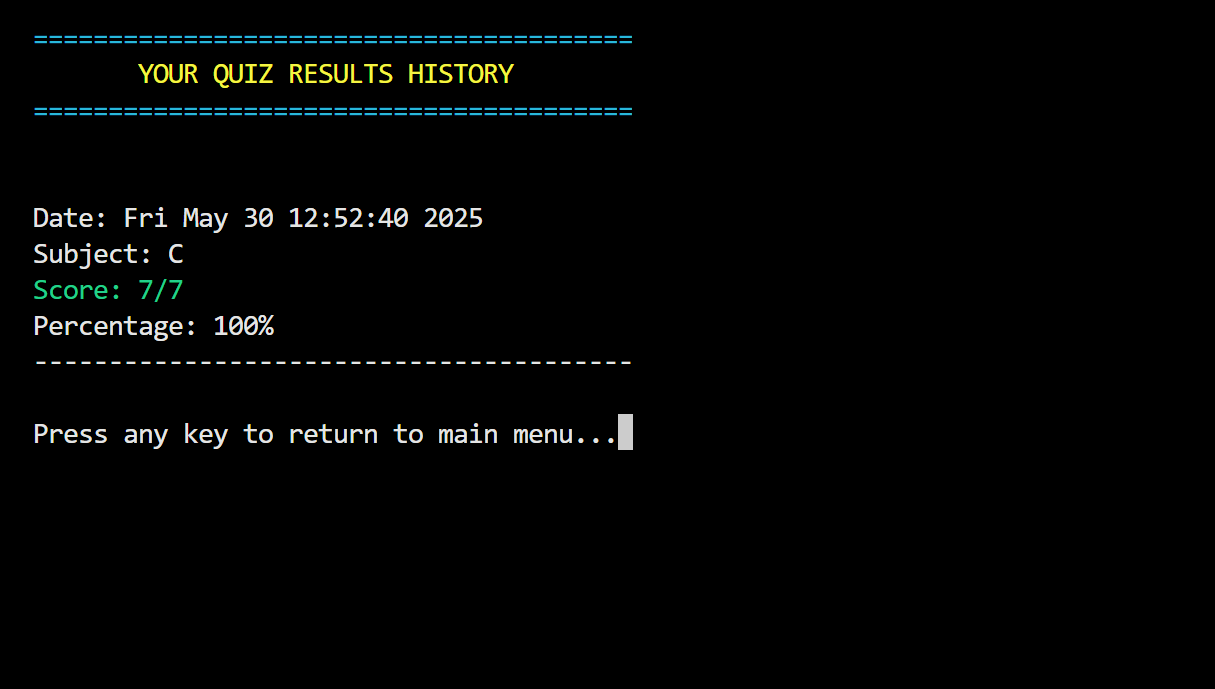 ========================================
YOUR QUIZ RESULTS HISTORY
========================================
Date: Fri May 30 12:52:40 2025
Subject: C
Score: 7/7
Percentage: 100%
----------------------------------------
Press any key to return to main menu...